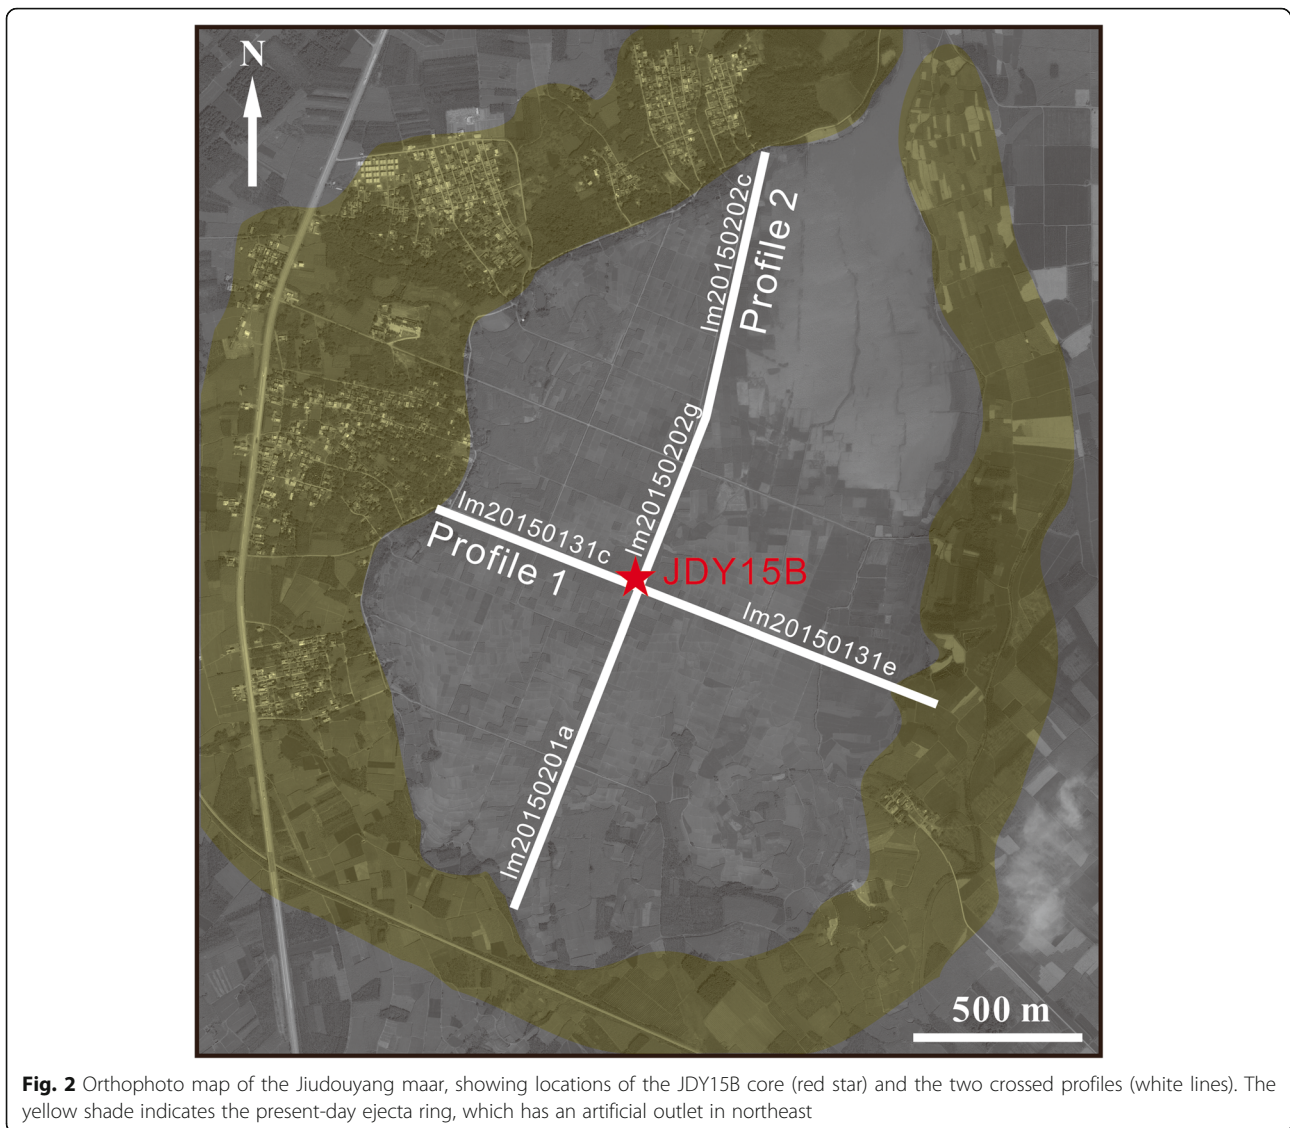 N
lm20150202c
Profile 2
lm20150202g
lm20150131c
Profile 1
JDY15B
lm20150131e
lm20150201a
500 m
Fig. 2 Orthophoto map of the Jiudouyang maar, showing locations of the JDY15B core (red star) and the two crossed profiles (white lines). The
yellow shade indicates the present-day ejecta ring, which has an artificial outlet in northeast